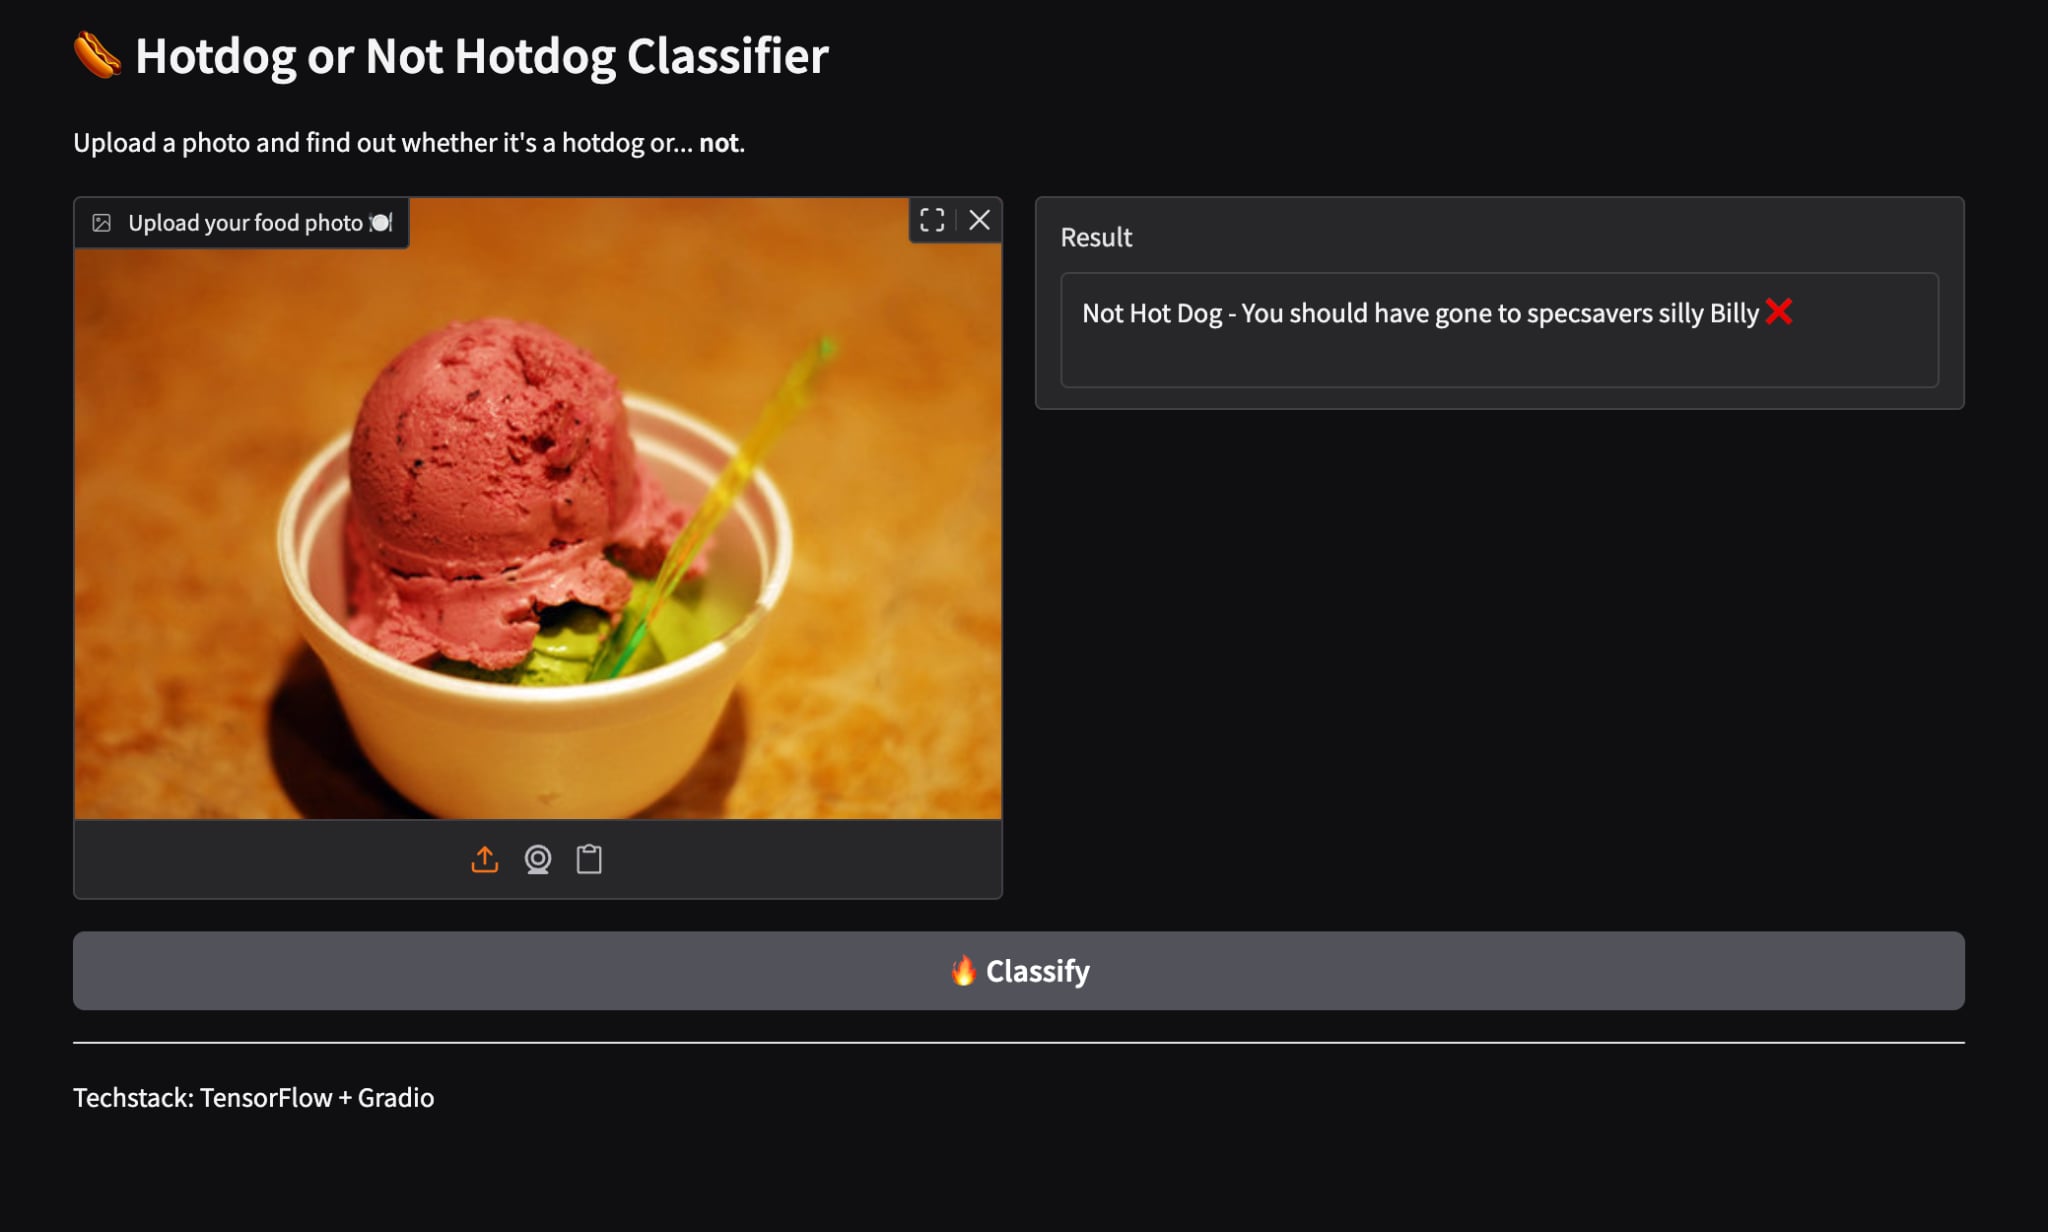 🌭 Hotdog or Not Hotdog Classifier
Upload a photo and find out whether it's a hotdog or... not.
Upload your food photo 🍽️
Result
Not Hot Dog - You should have gone to specsavers silly Billy ❌
🔥 Classify
Techstack: TensorFlow + Gradio